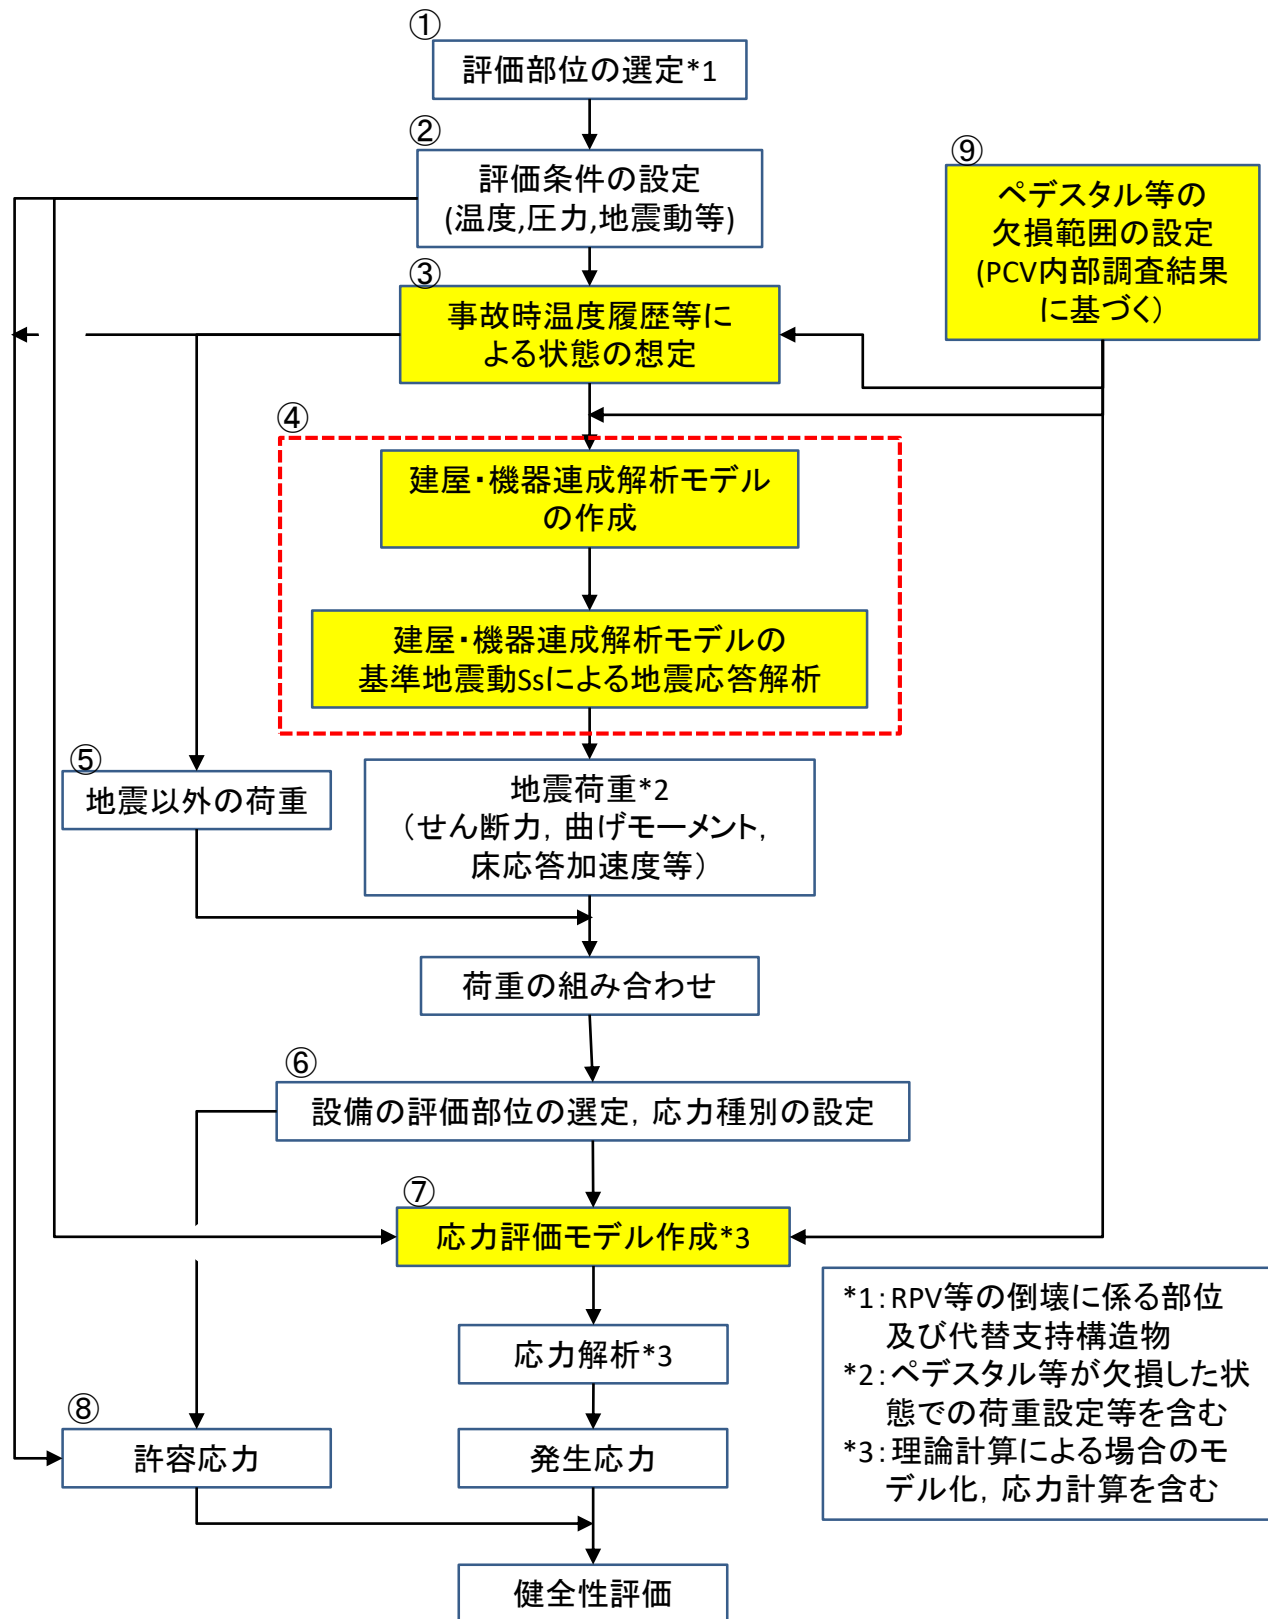 ①
評価部位の選定*1
②
評価条件の設定
(温度,圧力,地震動等)
⑨
ペデスタル等の
欠損範囲の設定
(PCV内部調査結果
に基づく)
③
事故時温度履歴等に
よる状態の想定
④
建屋・機器連成解析モデル
の作成
建屋・機器連成解析モデルの
基準地震動Ssによる地震応答解析
⑤
地震以外の荷重
地震荷重*2
（せん断力, 曲げモーメント,
床応答加速度等）
荷重の組み合わせ
⑥
設備の評価部位の選定, 応力種別の設定
⑦
応力評価モデル作成*3
応力解析*3
⑧
許容応力
発生応力
健全性評価
*1：RPV等の倒壊に係る部位
及び代替支持構造物
*2：ペデスタル等が欠損した状
態での荷重設定等を含む
*3：理論計算による場合のモ
デル化, 応力計算を含む